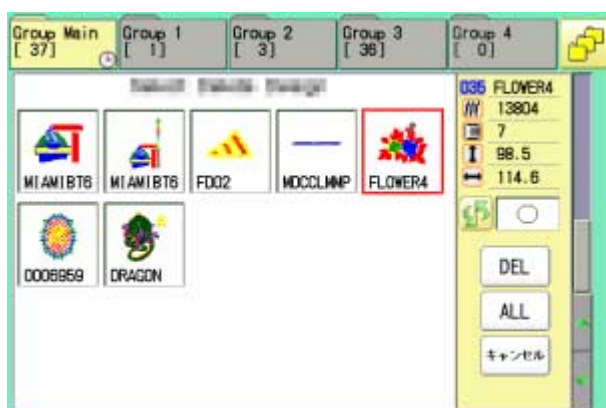 Group Main
[ 37]
Group 1
[ 1]
Group 2
[ 3]
Group 3
[ 36]
Group 4
[ 0]
035 FLOWER4
13804
7
98.5
114.6
MIAMIBT6
MIAMIBT6
FD02
MDCCLMMP
FLOWER4
0006959
DRAGON
DEL
ALL
キャンセル